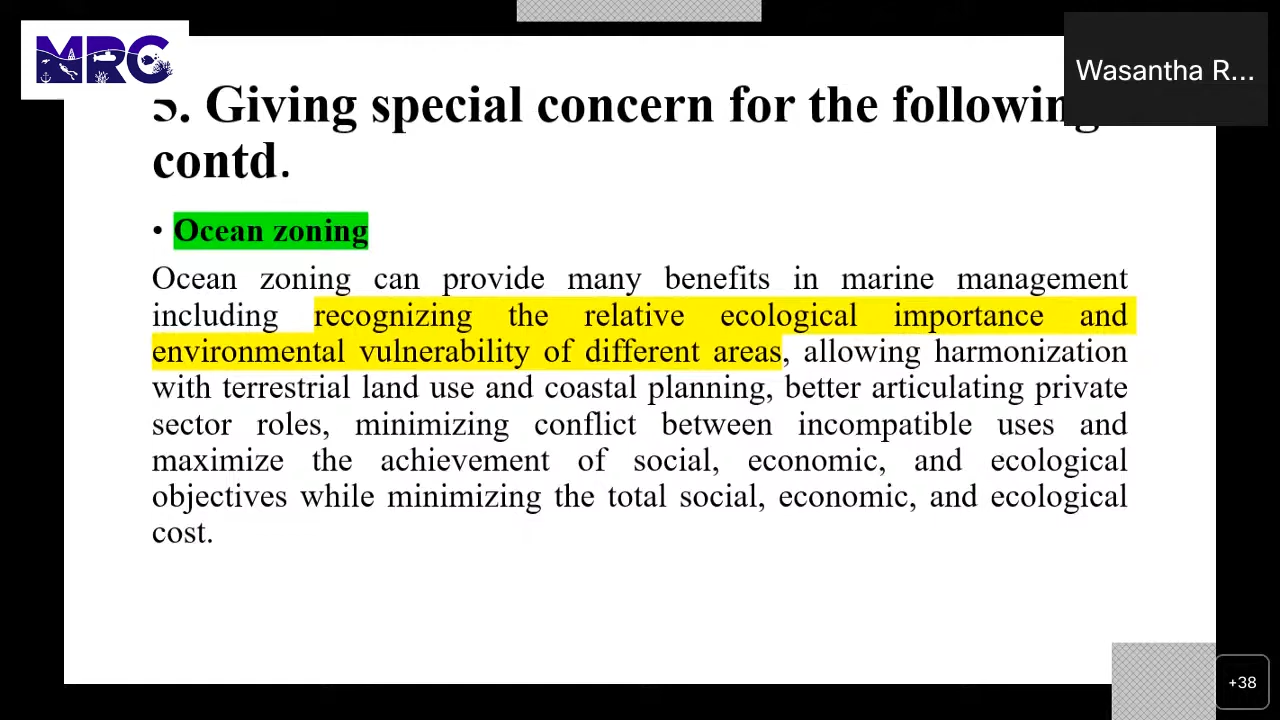 MRC
Wasantha R...
5. Giving special concern for the following
contd.
• Ocean zoning
Ocean zoning can provide many benefits in marine management
including recognizing the relative ecological importance and
environmental vulnerability of different areas, allowing harmonization
with terrestrial land use and coastal planning, better articulating private
sector roles, minimizing conflict between incompatible uses and
maximize the achievement of social, economic, and ecological
objectives while minimizing the total social, economic, and ecological
cost.
+38